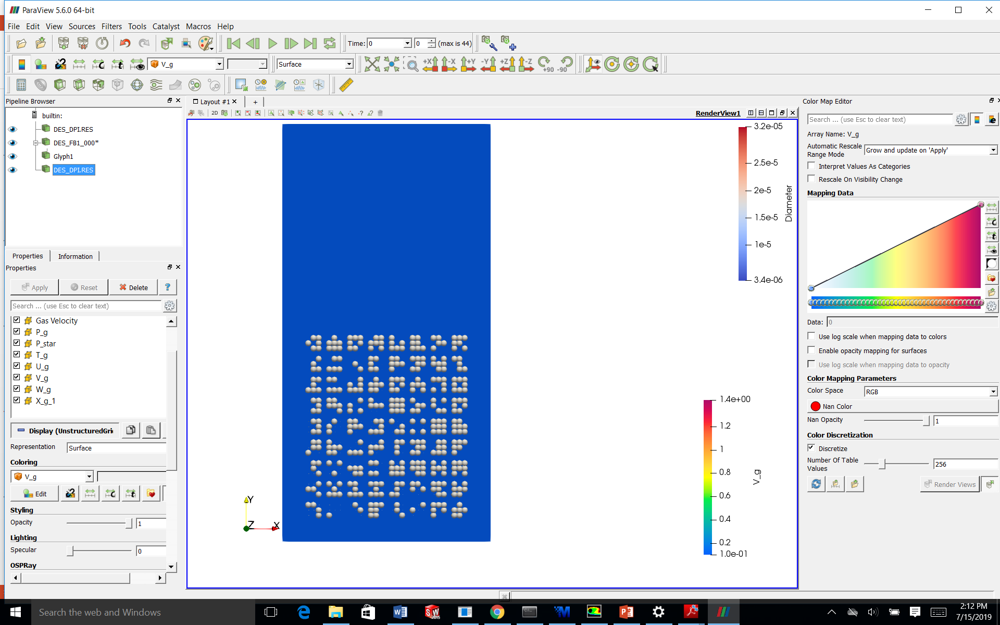 ParaView 5.6.0 64-bit
File Edit View Sources Filters Tools Catalyst Macros Help
Time: 0 0 (max is 44)
V_g Surface +X -X +Y -Y +Z -Z +90 -90
Pipeline Browser
builtin:
DES_DPI.RES
DES_FB1_000*
Glyph1
DES_DPI.RES
Properties Information
Properties
Apply Reset Delete ?
Search ... (use Esc to clear text)
Gas Velocity
P_g
P_star
T_g
U_g
V_g
W_g
X_g_1
Display (UnstructuredGri
Representation Surface
Coloring
V_g
Edit
Styling
Opacity 1
Lighting
Specular 0
OSPRay
Layout #1 +
2D RenderView1
3.2e-05
2.5e-5
2e-5
1.5e-5
1e-5
3.4e-06
Diameter
1.4e+00
1.2
1
0.8
0.6
0.4
0.2
1.0e-01
V_g
Y
Z
X
Color Map Editor
Search ... (use Esc to clear text)
Array Name: V_g
Automatic Rescale
Range Mode
Grow and update on 'Apply'
Interpret Values As Categories
Rescale On Visibility Change
Mapping Data
Data: 0
Use log scale when mapping data to colors
Enable opacity mapping for surfaces
Use log scale when mapping data to opacity
Color Mapping Parameters
Color Space RGB
Nan Color
Nan Opacity 1
Color Discretization
Discretize
Number Of Table
Values
256
Render Views
Search the web and Windows
2:12 PM
7/15/2019